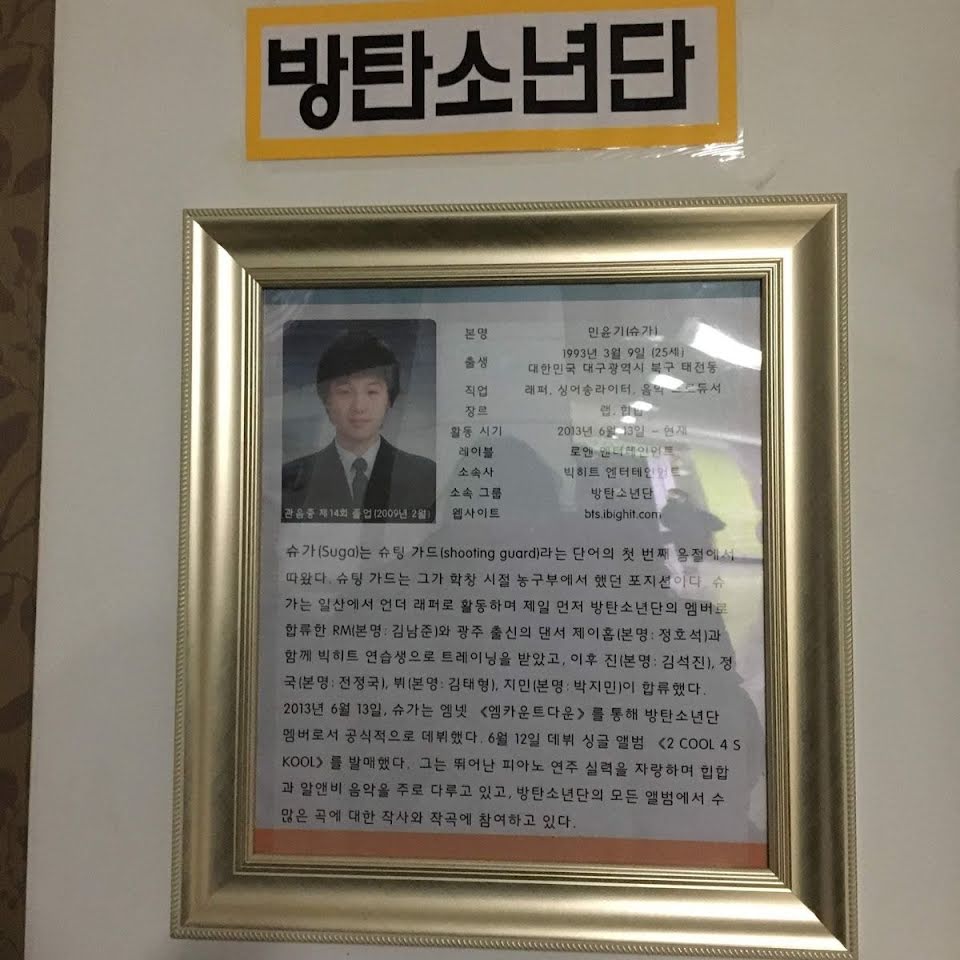 방탄소년단
본명 민윤기(슈가)
출생 1993년 3월 9일 (25세)
대한민국 대구광역시 북구 태전동
직업 래퍼, 싱어송라이터, 음악 프로듀서
장르 랩, 힙합
활동 시기 2013년 6월 13일 - 현재
레이블 로엔 엔터테인먼트
소속사 빅히트 엔터테인먼트
소속 그룹 방탄소년단
웹사이트 bts.ibighit.com
관음중 제14회 졸업(2009년 2월)
슈가(Suga)는 슈팅 가드(shooting guard)라는 단어의 첫 번째 음절에서
따왔다. 슈팅 가드는 그가 학창 시절 농구부에서 했던 포지션이다. 슈
가는 일산에서 언더 래퍼로 활동하며 제일 먼저 방탄소년단의 멤버로
합류한 RM(본명: 김남준)와 광주 출신의 댄서 제이홉(본명: 정호석)과
함께 빅히트 연습생으로 트레이닝을 받았고, 이후 진(본명: 김석진), 정
국(본명: 전정국), 뷔(본명: 김태형), 지민(본명: 박지민)이 합류했다.
2013년 6월 13일, 슈가는 엠넷 《엠카운트다운》를 통해 방탄소년단
멤버로서 공식적으로 데뷔했다. 6월 12일 데뷔 싱글 앨범 《2 COOL 4 S
KOOL》를 발매했다. 그는 뛰어난 피아노 연주 실력을 자랑하며 힙합
과 알앤비 음악을 주로 다루고 있고, 방탄소년단의 모든 앨범에서 수
많은 곡에 대한 작사와 작곡에 참여하고 있다.